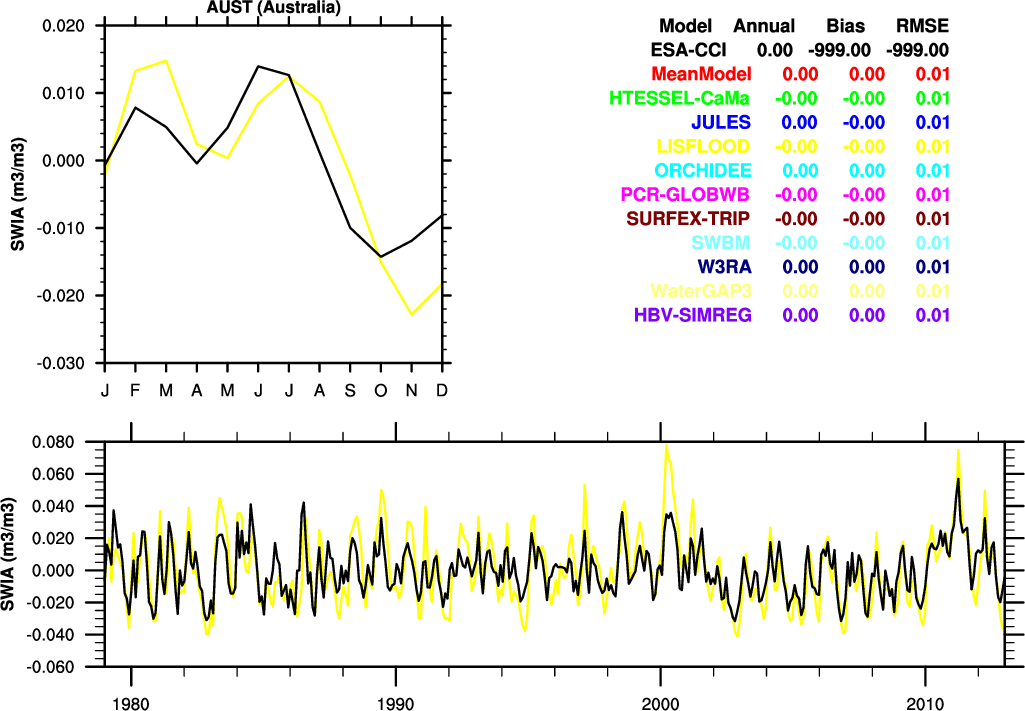 AUST (Australia)
0.020
0.010
0.000
-0.010
-0.020
-0.030
SWIA (m3/m3)
J F M A M J J A S O N D
Model Annual Bias RMSE
ESA-CCI 0.00 -999.00 -999.00
MeanModel 0.00 0.00 0.01
HTESSEL-CaMa -0.00 -0.00 0.01
JULES 0.00 -0.00 0.01
LISFLOOD -0.00 -0.00 0.01
ORCHIDEE 0.00 0.00 0.01
PCR-GLOBWB -0.00 -0.00 0.01
SURFEX-TRIP -0.00 -0.00 0.01
SWBM -0.00 -0.00 0.01
W3RA 0.00 0.00 0.01
WaterGAP3 0.00 0.00 0.01
HBV-SIMREG 0.00 0.00 0.01
0.080
0.060
0.040
0.020
0.000
-0.020
-0.040
-0.060
SWIA (m3/m3)
1980 1990 2000 2010